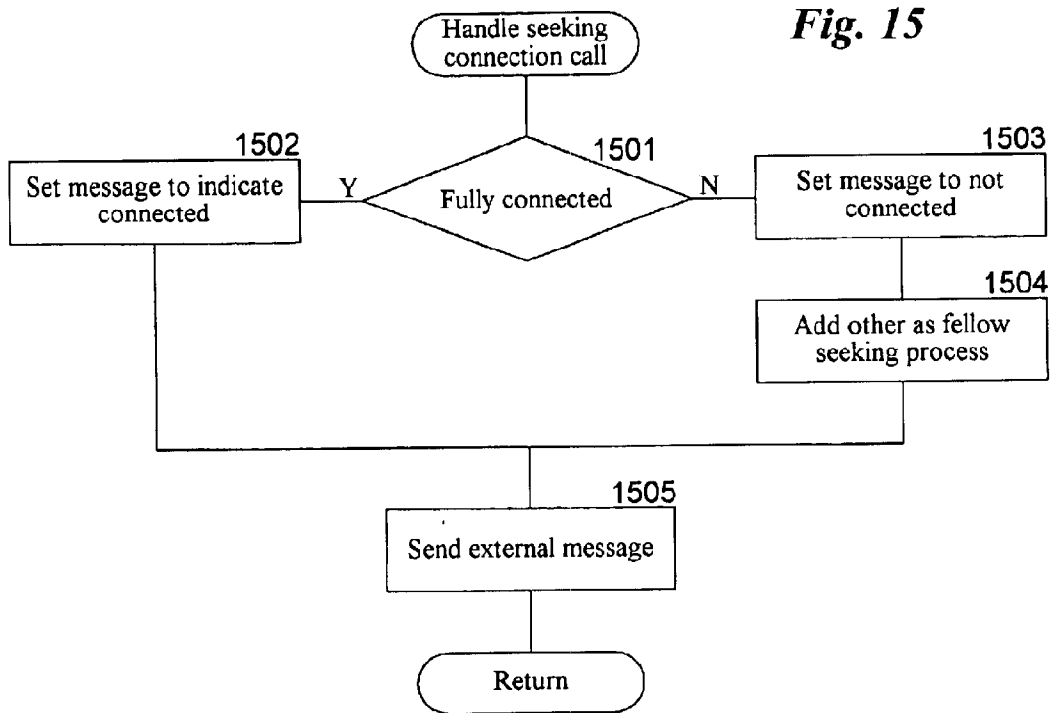 Fig. 15
Handle seeking
connection call
1501
Fully connected
Y
N
1502
Set message to indicate
connected
1503
Set message to not
connected
1504
Add other as fellow
seeking process
1505
Send external message
Return